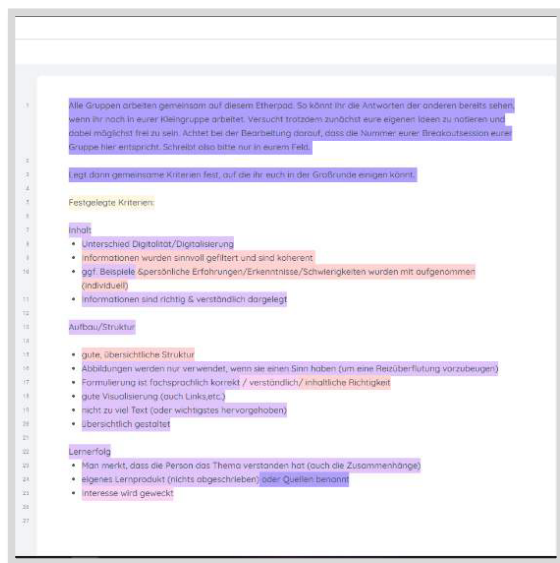 Alle Gruppen arbeiten gemeinsam auf diesem Etherpad. So könnt ihr die Antworten der anderen bereits sehen,
wenn ihr noch in eurer Kleingruppe arbeitet. Versucht trotzdem zunächst eure eigenen Ideen zu notieren und
dabei möglichst frei zu sein. Achtet bei der Bearbeitung darauf, dass die Nummer eurer Breakoutsession eurer
Gruppe hier entspricht. Schreibt also bitte nur in eurem Feld.
Legt dann gemeinsame Kriterien fest, auf die ihr euch in der Großrunde einigen könnt.
Festgelegte Kriterien:
Inhalt
• Unterschied Digitalität/Digitalisierung
• Informationen wurden sinnvoll gefiltert und sind kohärent
• ggf. Beispiele &persönliche Erfahrungen/Erkenntnisse/Schwierigkeiten wurden mit aufgenommen
(individuell)
• Informationen sind richtig & verständlich dargelegt
Aufbau/Struktur
• gute, übersichtliche Struktur
• Abbildungen werden nur verwendet, wenn sie einen Sinn haben (um eine Reizüberflutung vorzubeugen)
• Formulierung ist fachsprachlich korrekt / verständlich/ inhaltliche Richtigkeit
• gute Visualisierung (auch Links,etc.)
• nicht zu viel Text (oder wichtigstes hervorgehoben)
• übersichtlich gestaltet
Lernerfolg
• Man merkt, dass die Person das Thema verstanden hat (auch die Zusammenhänge)
• eigenes Lernprodukt (nichts abgeschrieben) oder Quellen benannt
• Interesse wird geweckt